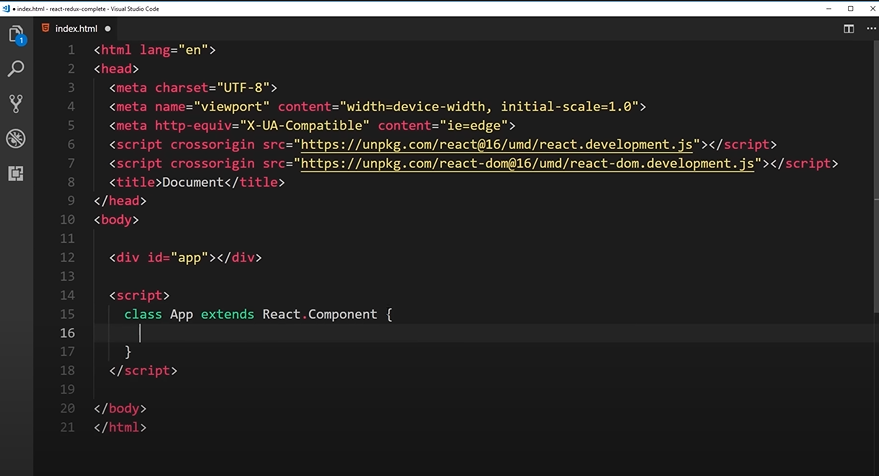 ● index.html - react-redux-complete - Visual Studio Code
1
index.html ●
1 <html lang="en">
2 <head>
3 <meta charset="UTF-8">
4 <meta name="viewport" content="width=device-width, initial-scale=1.0">
5 <meta http-equiv="X-UA-Compatible" content="ie=edge">
6 <script crossorigin src="https://unpkg.com/react@16/umd/react.development.js"></script>
7 <script crossorigin src="https://unpkg.com/react-dom@16/umd/react-dom.development.js"></script>
8 <title>Document</title>
9 </head>
10 <body>
11
12 <div id="app"></div>
13
14 <script>
15 class App extends React.Component {
16
17 }
18 </script>
19
20 </body>
21 </html>